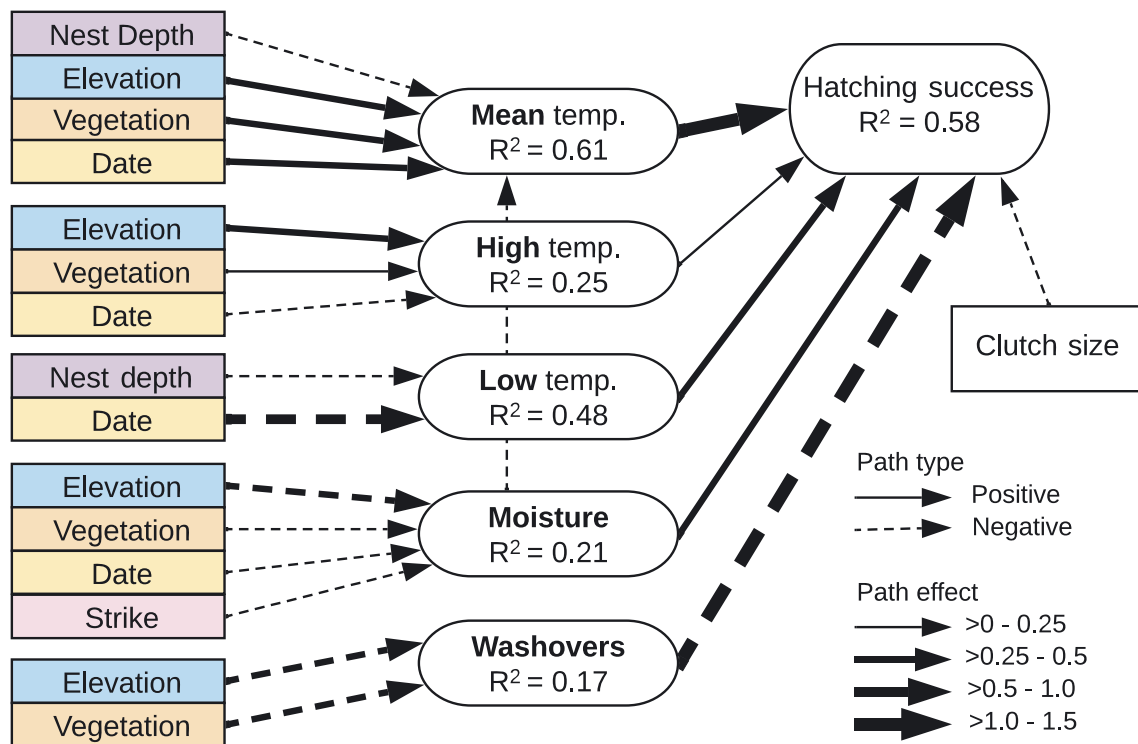 Nest Depth
Elevation
Vegetation
Date
Elevation
Vegetation
Date
Nest depth
Date
Elevation
Vegetation
Date
Strike
Elevation
Vegetation
Mean temp.
R² = 0.61
High temp.
R² = 0.25
Low temp.
R² = 0.48
Moisture
R² = 0.21
Washovers
R² = 0.17
Hatching success
R² = 0.58
Clutch size
Path type
Positive
Negative
Path effect
>0 - 0.25
>0.25 - 0.5
>0.5 - 1.0
>1.0 - 1.5